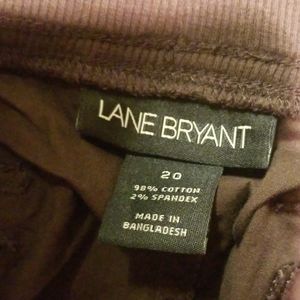 LANE BRYANT
20
98% COTTON
2% SPANDEX
MADE IN
BANGLADESH